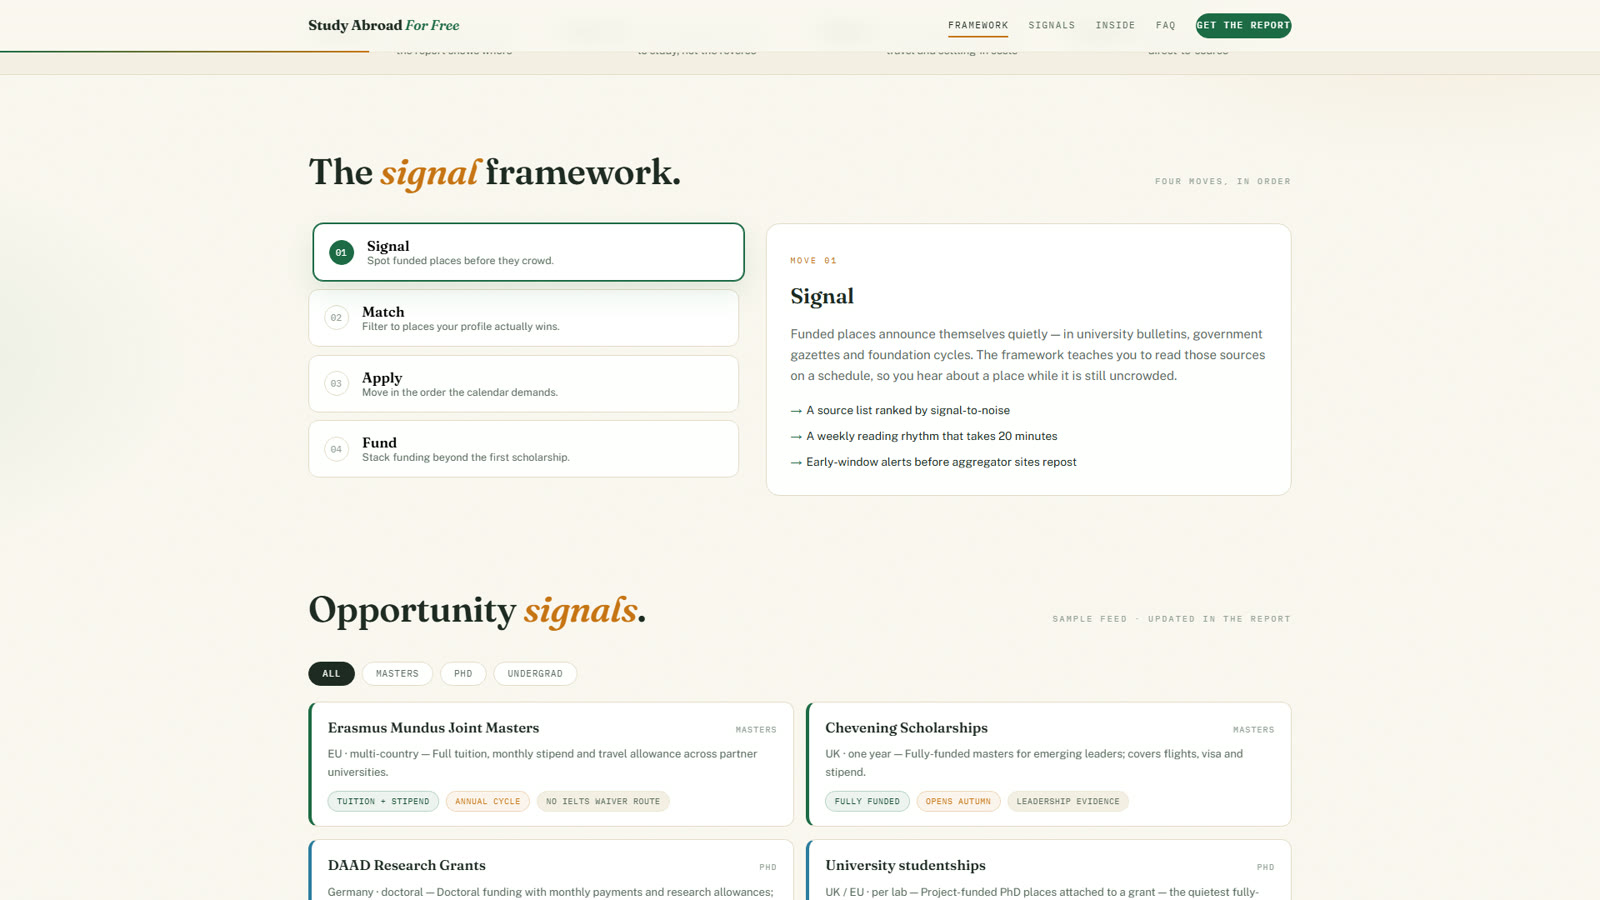 Study Abroad For Free
FRAMEWORK
SIGNALS
INSIDE
FAQ
GET THE REPORT
The signal framework.
FOUR MOVES, IN ORDER
01
Signal
Spot funded places before they crowd.
02
Match
Filter to places your profile actually wins.
03
Apply
Move in the order the calendar demands.
04
Fund
Stack funding beyond the first scholarship.
MOVE 01
Signal
Funded places announce themselves quietly — in university bulletins, government
gazettes and foundation cycles. The framework teaches you to read those sources
on a schedule, so you hear about a place while it is still uncrowded.
→ A source list ranked by signal-to-noise
→ A weekly reading rhythm that takes 20 minutes
→ Early-window alerts before aggregator sites repost
Opportunity signals.
SAMPLE FEED · UPDATED IN THE REPORT
ALL
MASTERS
PHD
UNDERGRAD
Erasmus Mundus Joint Masters
MASTERS
EU · multi-country — Full tuition, monthly stipend and travel allowance across partner
universities.
TUITION + STIPEND
ANNUAL CYCLE
NO IELTS WAIVER ROUTE
Chevening Scholarships
MASTERS
UK · one year — Fully-funded masters for emerging leaders; covers flights, visa and
stipend.
FULLY FUNDED
OPENS AUTUMN
LEADERSHIP EVIDENCE
DAAD Research Grants
PHD
Germany · doctoral — Doctoral funding with monthly payments and research allowances;
University studentships
PHD
UK / EU · per lab — Project-funded PhD places attached to a grant — the quietest fully-